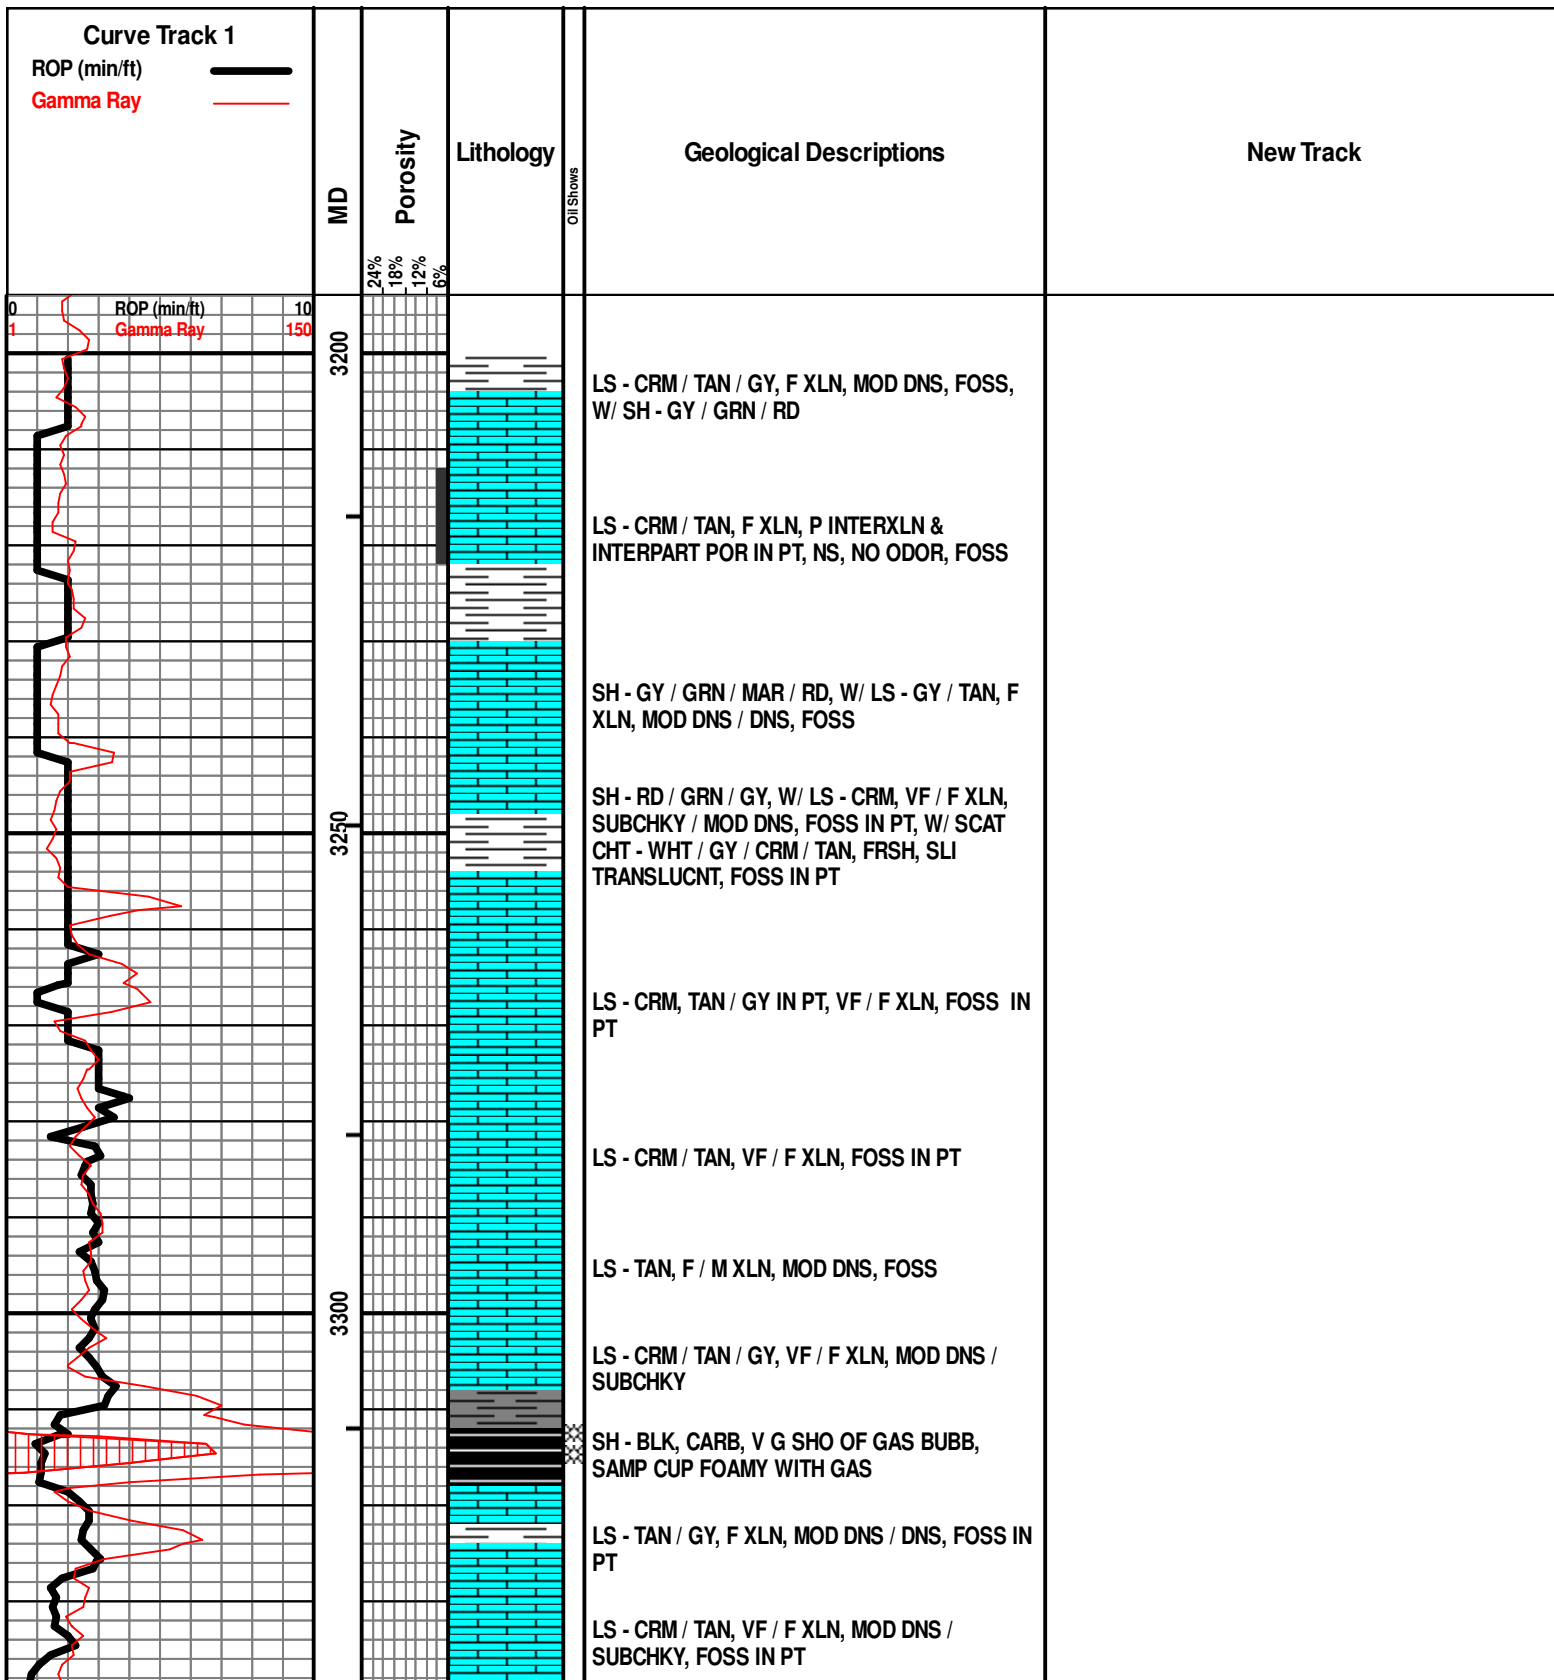 Curve Track 1
ROP (min/ft)
Gamma Ray
MD
Porosity
24%
18%
12%
6%
Lithology
Oil Shows
Geological Descriptions
New Track
0 ROP (min/ft) 10
1 Gamma Ray 150
3200
LS - CRM / TAN / GY, F XLN, MOD DNS, FOSS,
W/ SH - GY / GRN / RD
LS - CRM / TAN, F XLN, P INTERXLN &
INTERPART POR IN PT, NS, NO ODOR, FOSS
SH - GY / GRN / MAR / RD, W/ LS - GY / TAN, F
XLN, MOD DNS / DNS, FOSS
3250
SH - RD / GRN / GY, W/ LS - CRM, VF / F XLN,
SUBCHKY / MOD DNS, FOSS IN PT, W/ SCAT
CHT - WHT / GY / CRM / TAN, FRSH, SLI
TRANSLUCNT, FOSS IN PT
LS - CRM, TAN / GY IN PT, VF / F XLN, FOSS IN
PT
LS - CRM / TAN, VF / F XLN, FOSS IN PT
LS - TAN, F / M XLN, MOD DNS, FOSS
3300
LS - CRM / TAN / GY, VF / F XLN, MOD DNS /
SUBCHKY
SH - BLK, CARB, V G SHO OF GAS BUBB,
SAMP CUP FOAMY WITH GAS
LS - TAN / GY, F XLN, MOD DNS / DNS, FOSS IN
PT
LS - CRM / TAN, VF / F XLN, MOD DNS /
SUBCHKY, FOSS IN PT